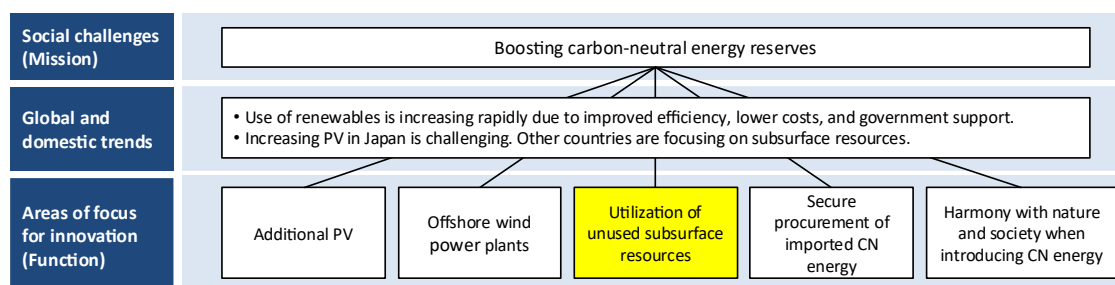 Social challenges
(Mission)
Boosting carbon-neutral energy reserves
Global and
domestic trends
• Use of renewables is increasing rapidly due to improved efficiency, lower costs, and government support.
• Increasing PV in Japan is challenging. Other countries are focusing on subsurface resources.
Areas of focus
for innovation
(Function)
Additional PV
Offshore wind
power plants
Utilization of
unused subsurface
resources
Secure
procurement of
imported CN
energy
Harmony with nature
and society when
introducing CN energy